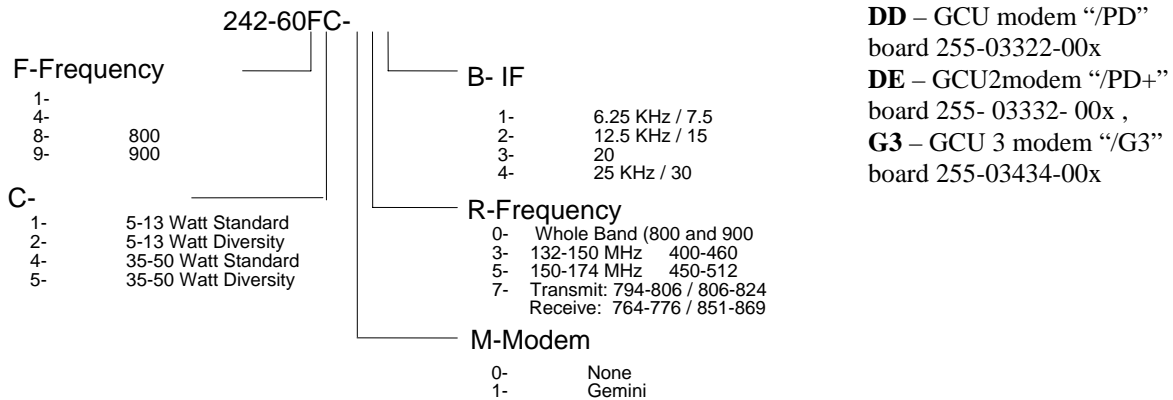 242-60FC-
F-Frequency
1-
4-
8- 800
9- 900
C-
1- 5-13 Watt Standard
2- 5-13 Watt Diversity
4- 35-50 Watt Standard
5- 35-50 Watt Diversity
B- IF
1- 6.25 KHz / 7.5
2- 12.5 KHz / 15
3- 20
4- 25 KHz / 30
R-Frequency
0- Whole Band (800 and 900
3- 132-150 MHz 400-460
5- 150-174 MHz 450-512
7- Transmit: 794-806 / 806-824
Receive: 764-776 / 851-869
M-Modem
0- None
1- Gemini
DD – GCU modem “/PD”
board 255-03322-00x
DE – GCU2modem “/PD+”
board 255- 03332- 00x ,
G3 – GCU 3 modem “/G3”
board 255-03434-00x